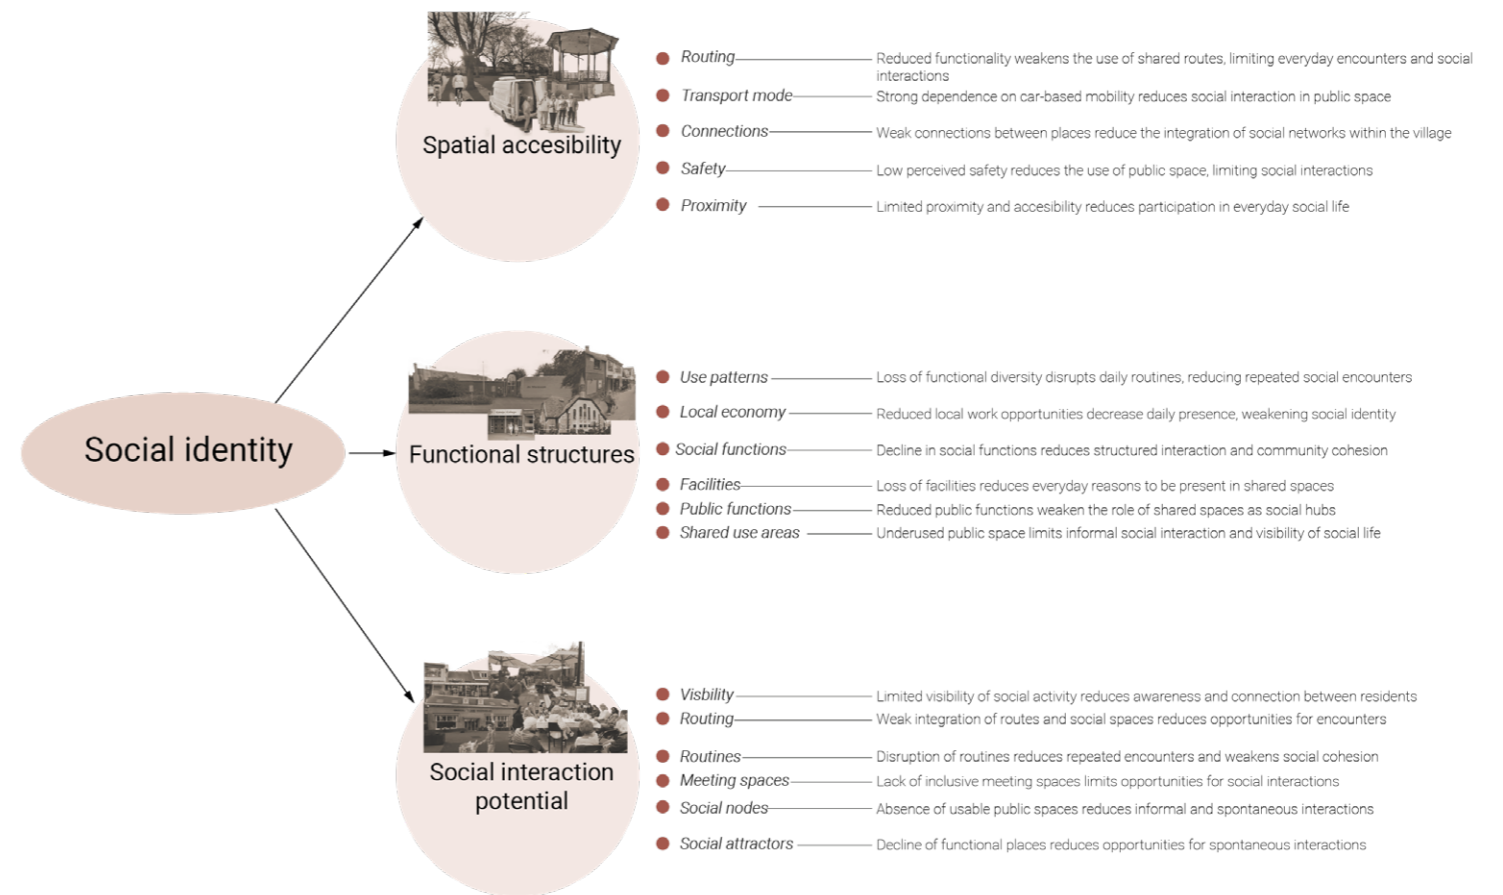 Spatial accesibility
Routing
Reduced functionality weakens the use of shared routes, limiting everyday encounters and social
interactions
Transport mode
Strong dependence on car-based mobility reduces social interaction in public space
Connections
Weak connections between places reduce the integration of social networks within the village
Safety
Low perceived safety reduces the use of public space, limiting social interactions
Proximity
Limited proximity and accesibility reduces participation in everyday social life
Social identity
Functional structures
Use patterns
Loss of functional diversity disrupts daily routines, reducing repeated social encounters
Local economy
Reduced local work opportunities decrease daily presence, weakening social identity
Social functions
Decline in social functions reduces structured interaction and community cohesion
Facilities
Loss of facilities reduces everyday reasons to be present in shared spaces
Public functions
Reduced public functions weaken the role of shared spaces as social hubs
Shared use areas
Underused public space limits informal social interaction and visibility of social life
Social interaction
potential
Visbility
Limited visibility of social activity reduces awareness and connection between residents
Routing
Weak integration of routes and social spaces reduces opportunities for encounters
Routines
Disruption of routines reduces repeated encounters and weakens social cohesion
Meeting spaces
Lack of inclusive meeting spaces limits opportunities for social interactions
Social nodes
Absence of usable public spaces reduces informal and spontaneous interactions
Social attractors
Decline of functional places reduces opportunities for spontaneous interactions